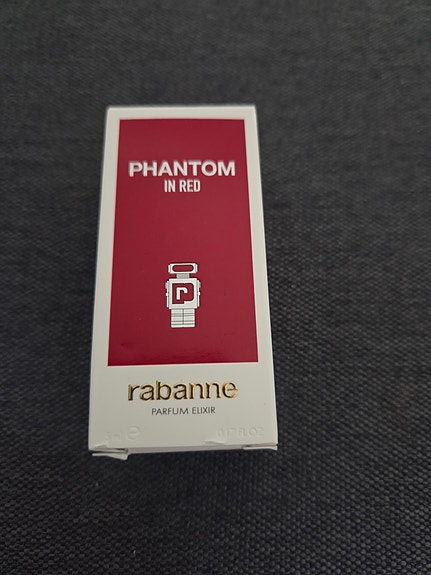 PHANTOM
IN RED
P
rabanne
PARFUM ELIXIR